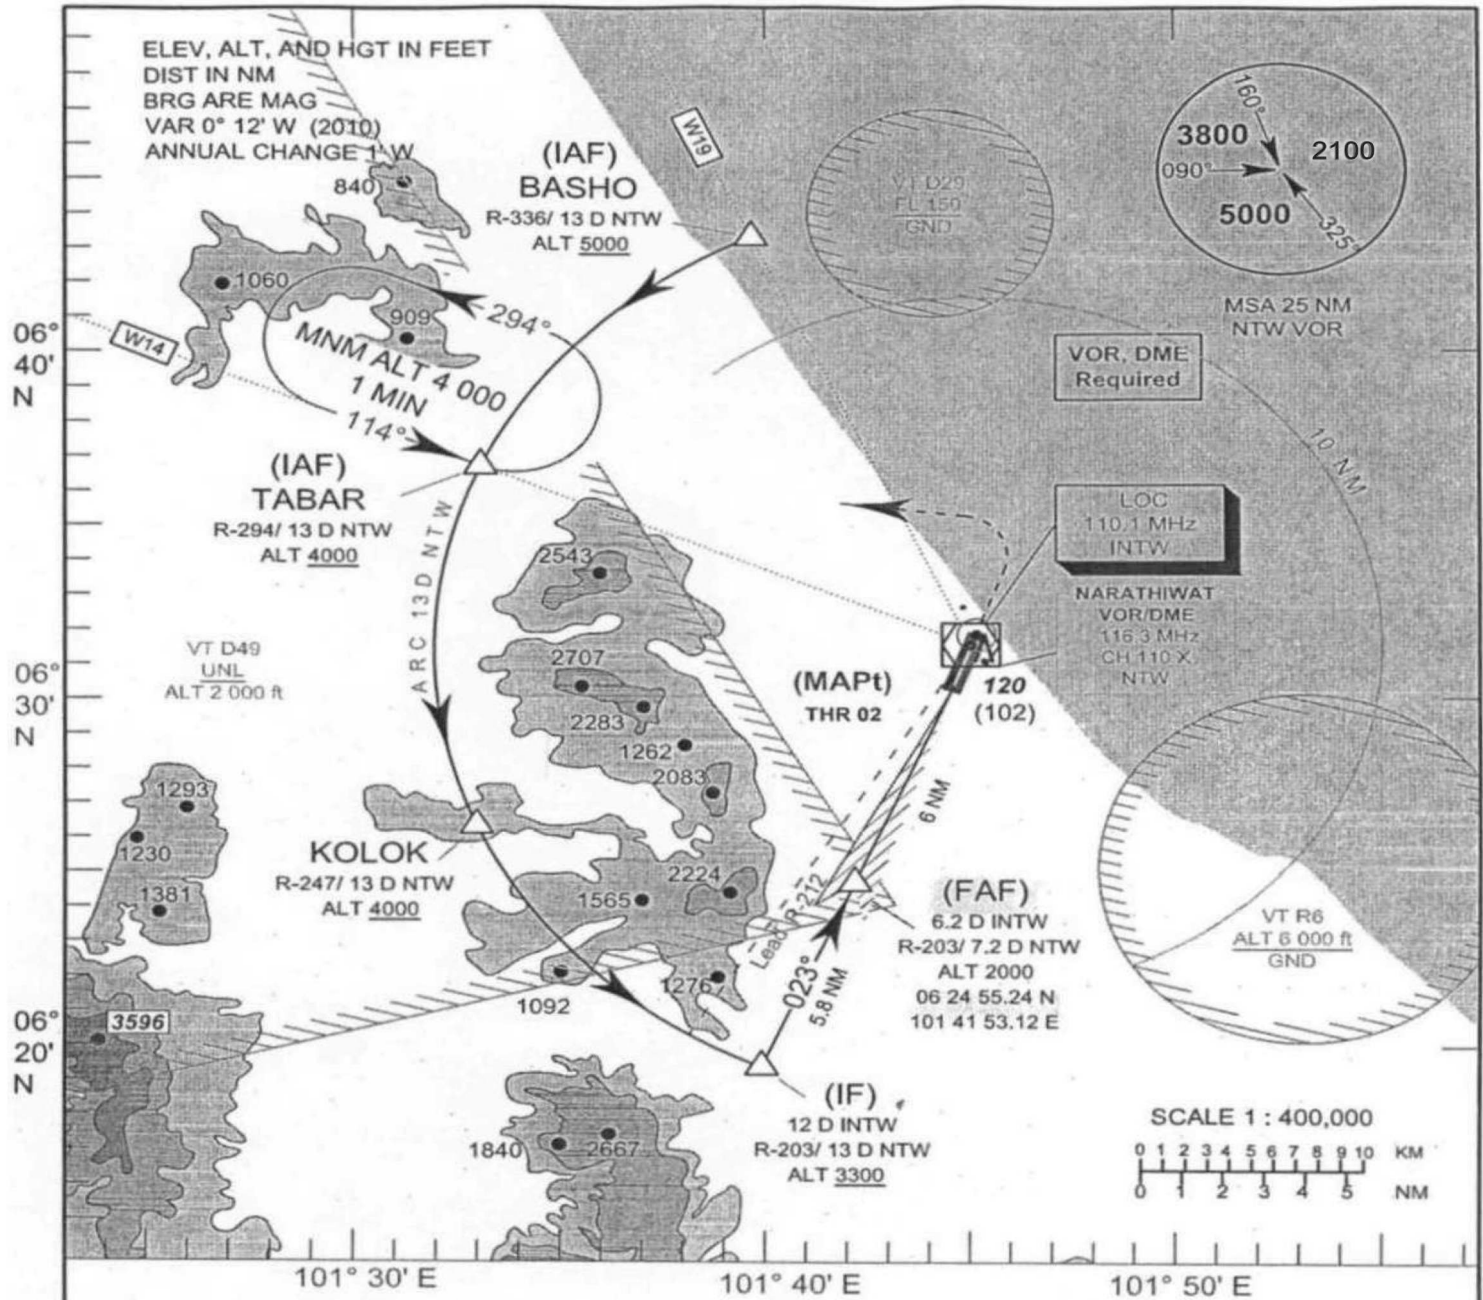 ELEV, ALT, AND HGT IN FEET
DIST IN NM
BRG ARE MAG
VAR 0° 12' W (2010)
ANNUAL CHANGE 1' W
840
(IAF)
BASHO
R-336/ 13 D NTW
ALT 5000
W19
VT D29
FL 150
GND
160°
3800
2100
090°
5000
325°
MSA 25 NM
NTW VOR
1060
909
294°
MNM ALT 4 000
1 MIN
114°
W14
06°
40'
N
VOR, DME
Required
10 NM
(IAF)
TABAR
R-294/ 13 D NTW
ALT 4000
ARC 13D NTW
2543
LOC
110.1 MHz
INTW
NARATHIWAT
VOR/DME
116.3 MHz
CH 110 X
NTW
VT D49
UNL
ALT 2 000 ft
06°
30'
N
2707
2283
1262
2083
(MAPt)
THR 02
120
(102)
6 NM
1293
1230
1381
KOLOK
R-247/ 13 D NTW
ALT 4000
1565
2224
Lead R-212
(FAF)
6.2 D INTW
R-203/ 7.2 D NTW
ALT 2000
06 24 55.24 N
101 41 53.12 E
VT R6
ALT 6 000 ft
GND
1092
1276
023°
5.8 NM
3596
06°
20'
N
(IF)
12 D INTW
R-203/ 13 D NTW
ALT 3300
1840
2667
SCALE 1 : 400,000
0 1 2 3 4 5 6 7 8 9 10 KM
0 1 2 3 4 5 NM
101° 30' E
101° 40' E
101° 50' E